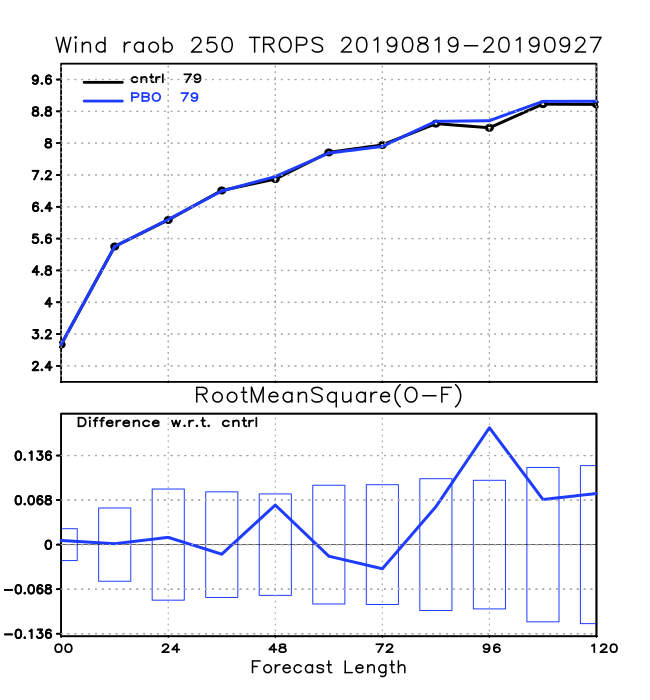 Wind raob 250 TROPS 20190819-20190927
cntrl 79
PBO 79
9.6
8.8
8
7.2
6.4
5.6
4.8
4
3.2
2.4
RootMeanSquare(O-F)
Difference w.r.t. cntrl
0.136
0.068
0
-0.068
-0.136
00 24 48 72 96 120
Forecast Length